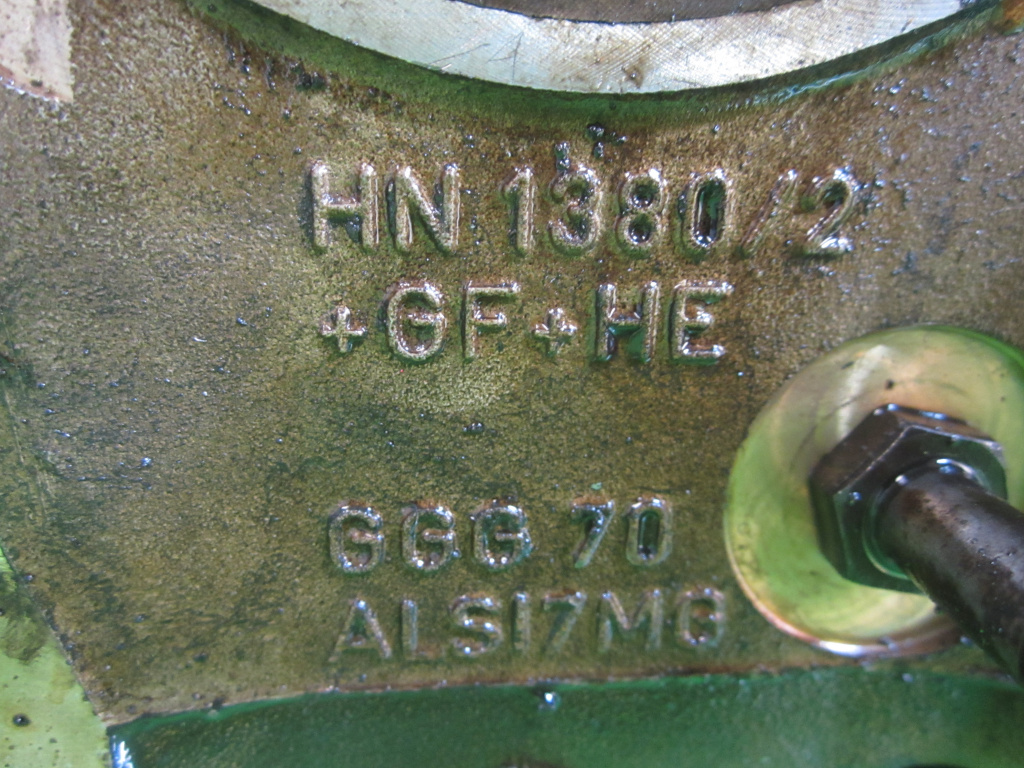 HN 1380/2
+GF+HE
GGG 70
ALSI7MG